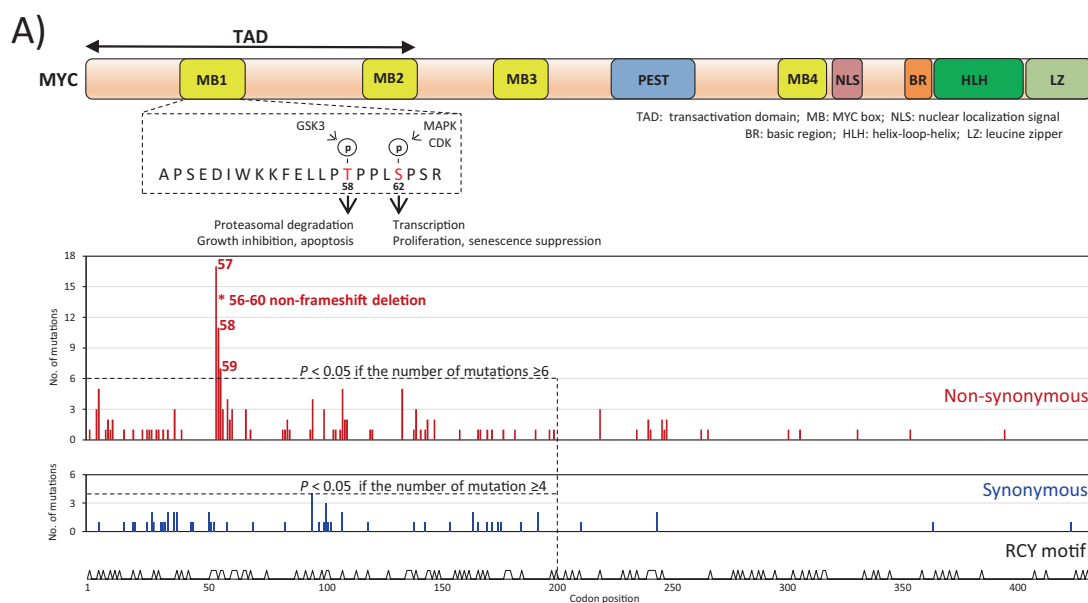 A)
TAD
MYC
MB1
MB2
MB3
PEST
MB4
NLS
BR
HLH
LZ
TAD: transactivation domain; MB: MYC box; NLS: nuclear localization signal
BR: basic region; HLH: helix-loop-helix; LZ: leucine zipper
GSK3
MAPK
CDK
p
p
A P S E D I W K K F E L L P T P P L S P S R
58
62
Proteasomal degradation
Growth inhibition, apoptosis
Transcription
Proliferation, senescence suppression
No. of mutations
18
15
12
9
6
3
0
57
* 56-60 non-frameshift deletion
58
59
P < 0.05 if the number of mutations ≥6
Non-synonymous
No. of mutations
6
3
0
P < 0.05 if the number of mutation ≥4
Synonymous
RCY motif
1
50
100
150
200
250
300
350
400
Codon position